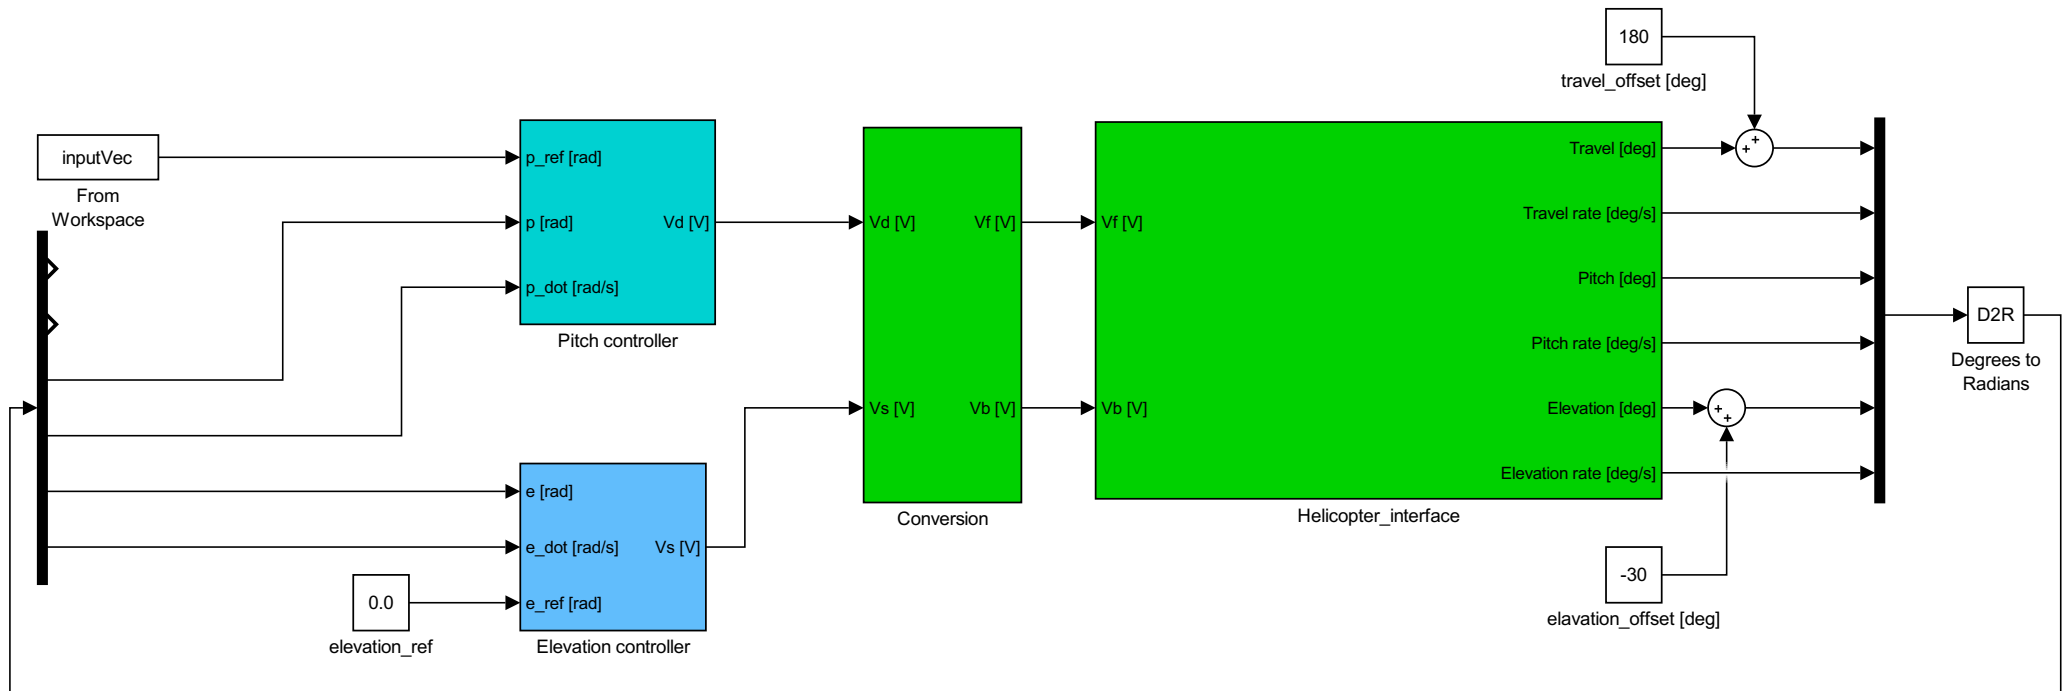 180
travel_offset [deg]
inputVec
From
Workspace
p_ref [rad]
p [rad]
p_dot [rad/s]
Vd [V]
Pitch controller
e [rad]
e_dot [rad/s]
e_ref [rad]
Vs [V]
Elevation controller
0.0
elevation_ref
Vd [V]
Vs [V]
Vf [V]
Vb [V]
Conversion
Vf [V]
Vb [V]
Travel [deg]
Travel rate [deg/s]
Pitch [deg]
Pitch rate [deg/s]
Elevation [deg]
Elevation rate [deg/s]
Helicopter_interface
+
+
+
+
-30
elavation_offset [deg]
D2R
Degrees to
Radians